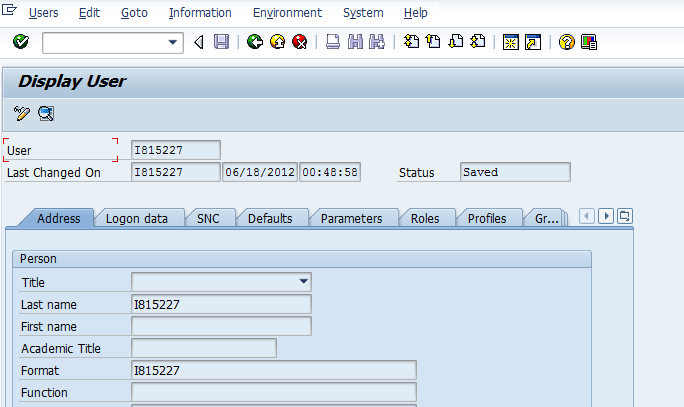 Users Edit Goto Information Environment System Help
Display User
User I815227
Last Changed On I815227 06/18/2012 00:48:58 Status Saved
Address Logon data SNC Defaults Parameters Roles Profiles Gr...
Person
Title
Last name I815227
First name
Academic Title
Format I815227
Function